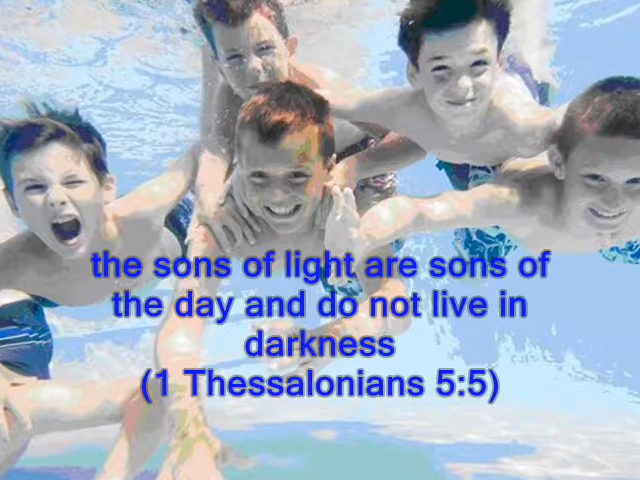 the sons of light are sons of
the day and do not live in
darkness
(1 Thessalonians 5:5)